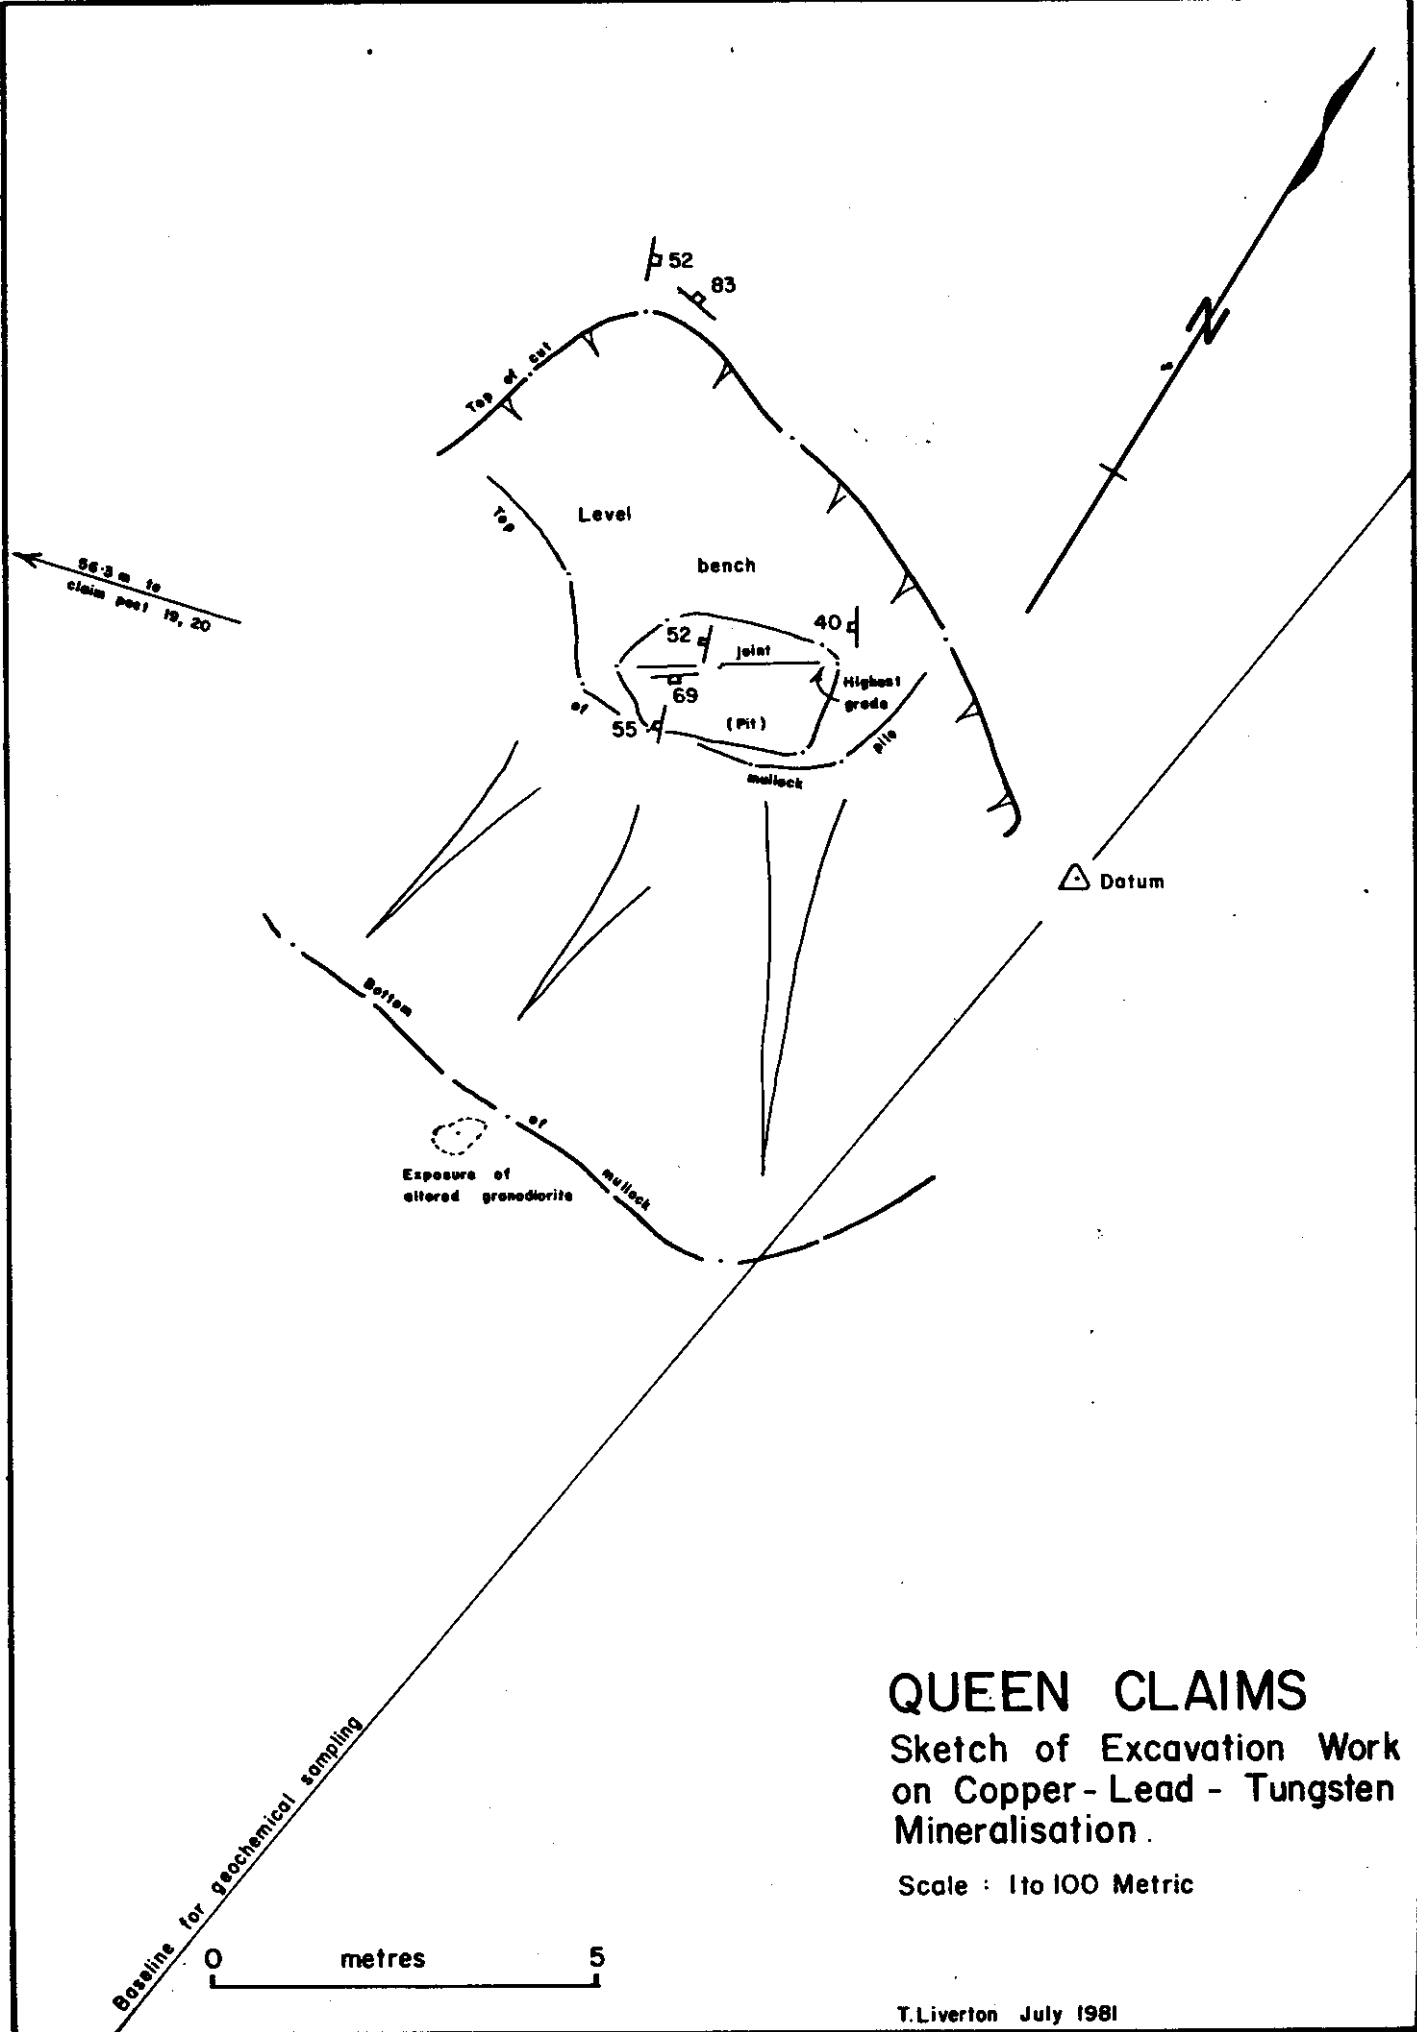 52
83
Top of cut
N
Top
Level
bench
56·3 m to
claim post 19, 20
40
52
joint
Highest
grade
69
of
55
(Pit)
pile
mullock
Datum
Bottom
of
mullock
Exposure of
altered granodiorite
QUEEN CLAIMS
Sketch of Excavation Work
on Copper - Lead - Tungsten
Mineralisation.
Scale : 1 to 100 Metric
Baseline for geochemical sampling
0 metres 5
T. Liverton July 1981